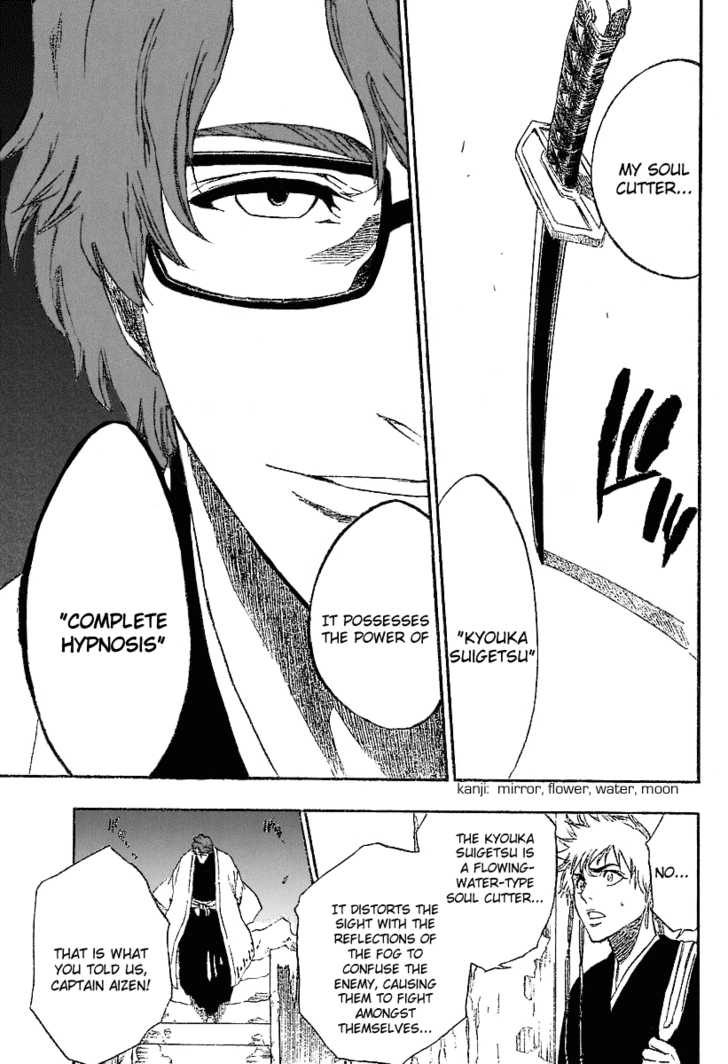 MY SOUL
CUTTER...
"KYOUKA
SUIGETSU"
IT POSSESSES
THE POWER OF
"COMPLETE
HYPNOSIS"
kanji: mirror, flower, water, moon
NO...
THE KYOUKA
SUIGETSU IS
A FLOWING-
WATER-TYPE
SOUL CUTTER...
IT DISTORTS THE
SIGHT WITH THE
REFLECTIONS OF
THE FOG TO
CONFUSE THE
ENEMY, CAUSING
THEM TO FIGHT
AMONGST
THEMSELVES...
THAT IS WHAT
YOU TOLD US,
CAPTAIN AIZEN!